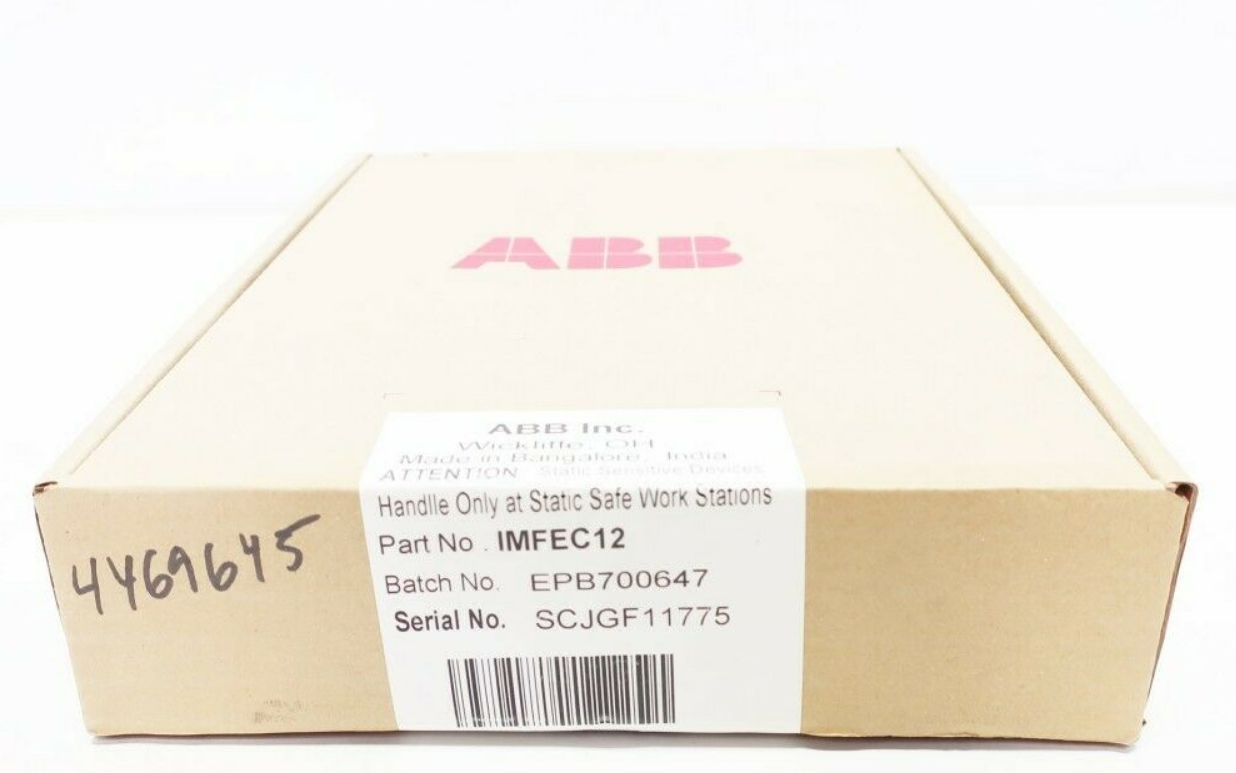 ABB
ABB Inc.
Wickliffe, OH
Made in Bangalore, India
ATTENTION Static Sensitive Devices
Handlle Only at Static Safe Work Stations
Part No . IMFEC12
Batch No. EPB700647
Serial No. SCJGF11775
4469645